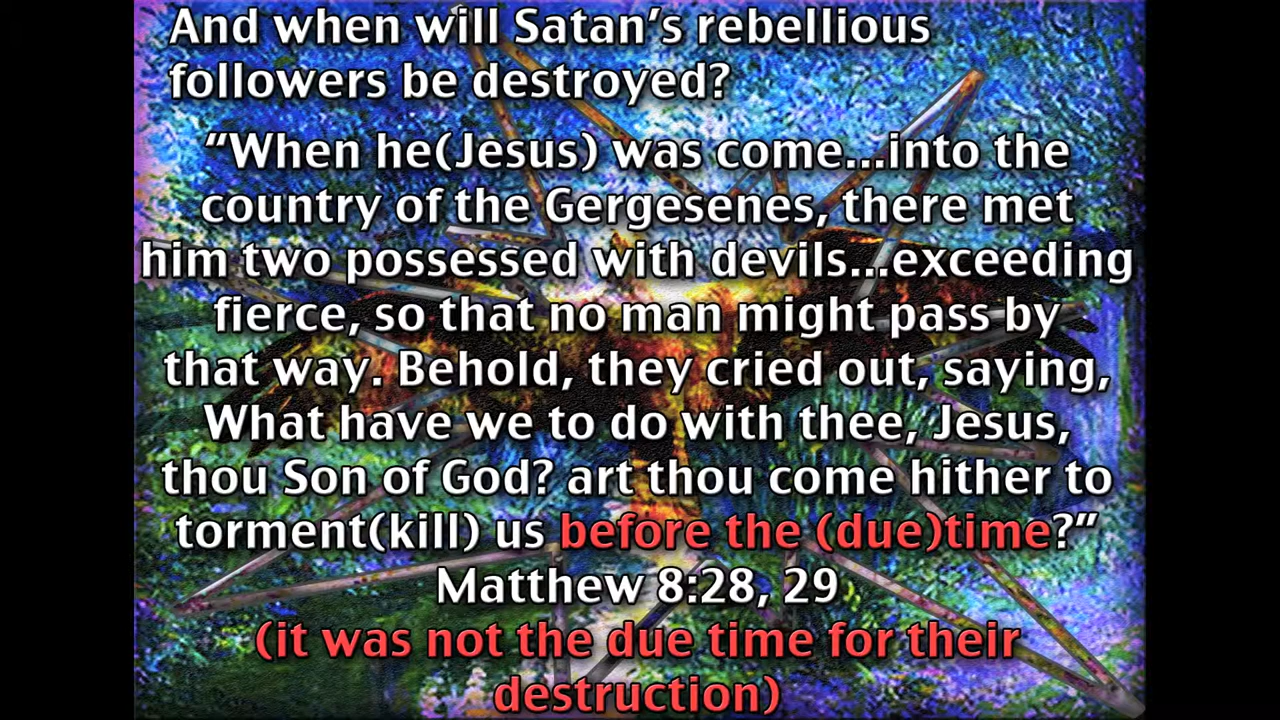 And when will Satan’s rebellious
followers be destroyed?
“When he(Jesus) was come...into the
country of the Gergesenes, there met
him two possessed with devils...exceeding
fierce, so that no man might pass by
that way. Behold, they cried out, saying,
What have we to do with thee, Jesus,
thou Son of God? art thou come hither to
torment(kill) us before the (due)time?”
Matthew 8:28, 29
(it was not the due time for their
destruction)